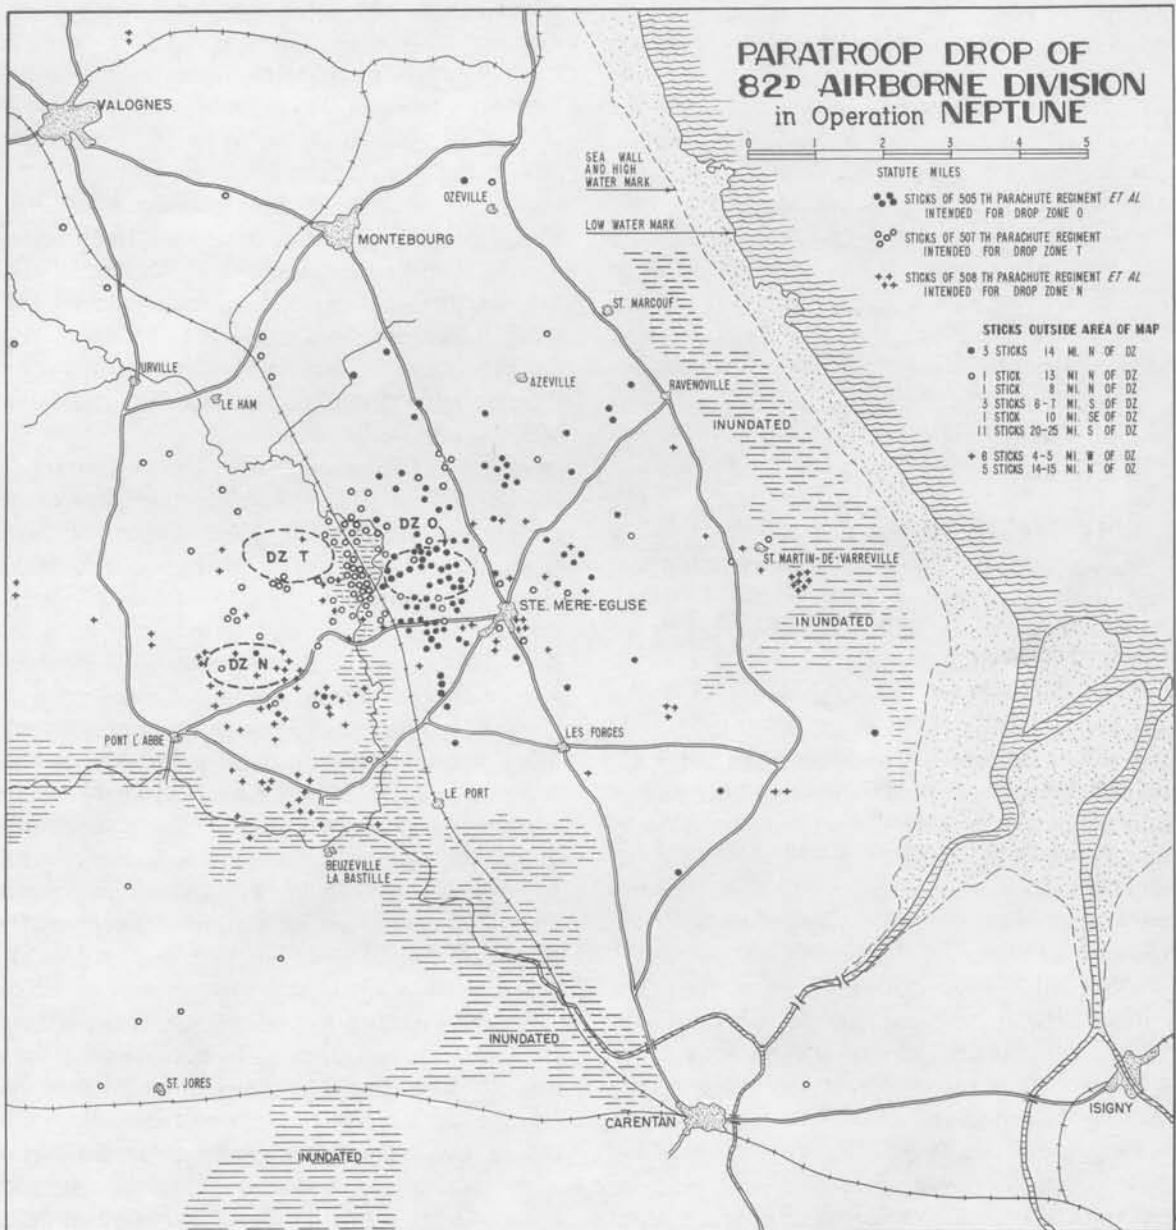 PARATROOP DROP OF
82D AIRBORNE DIVISION
in Operation NEPTUNE
0 1 2 3 4 5
STATUTE MILES
STICKS OF 505 TH PARACHUTE REGIMENT ET AL
INTENDED FOR DROP ZONE O
STICKS OF 507 TH PARACHUTE REGIMENT
INTENDED FOR DROP ZONE T
STICKS OF 508 TH PARACHUTE REGIMENT ET AL
INTENDED FOR DROP ZONE N
STICKS OUTSIDE AREA OF MAP
3 STICKS 14 MI. N OF DZ
1 STICK 13 MI. N OF DZ
1 STICK 8 MI. N OF DZ
3 STICKS 6-7 MI. S OF DZ
1 STICK 10 MI. SE OF DZ
11 STICKS 20-25 MI. S OF DZ
6 STICKS 4-5 MI. W OF DZ
5 STICKS 14-15 MI. N OF DZ
SEA WALL
AND HIGH
WATER MARK
LOW WATER MARK
VALOGNES
OZEVILLE
MONTEBOURG
ST. MARCOUF
URVILLE
LE HAM
AZEVILLE
RAVENOVILLE
INUNDATED
DZ O
DZ T
ST. MARTIN-DE-VARREVILLE
STE. MERE-EGLISE
INUNDATED
DZ N
PONT L'ABBE
LES FORGES
LE PORT
BEUZEVILLE
LA BASTILLE
INUNDATED
ST. JORES
CARENTAN
ISIGNY
INUNDATED